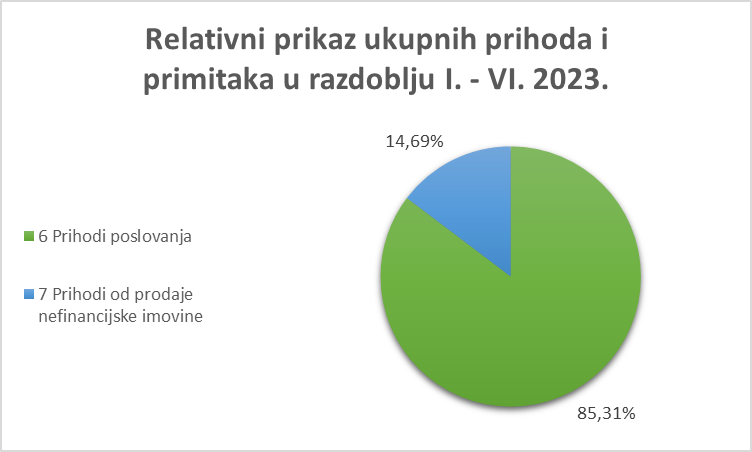 Relativni prikaz ukupnih prihoda i
primitaka u razdoblju I. - VI. 2023.
14,69%
6 Prihodi poslovanja
7 Prihodi od prodaje
nefinancijske imovine
85,31%